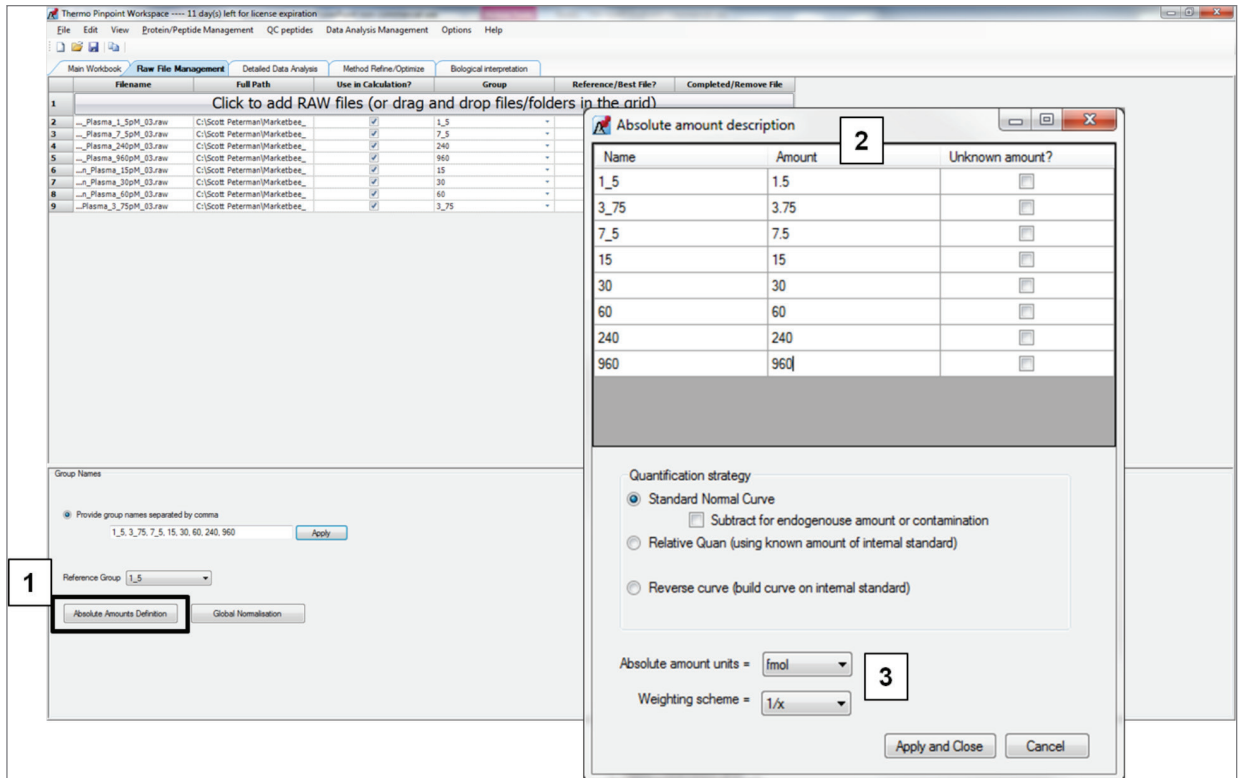 Thermo Pinpoint Workspace ---- 11 day(s) left for license expiration
File Edit View Protein/Peptide Management QC peptides Data Analysis Management Options Help
Main Workbook Raw File Management Detailed Data Analysis Method Refine/Optimize Biological interpretation
Filename Full Path Use in Calculation? Group Reference/Best File? Completed/Remove File
1 Click to add RAW files (or drag and drop files/folders in the grid)
2 ..._Plasma_1_5pM_03.raw C:\Scott Peterman\Marketbee_ 1_5
3 ..._Plasma_7_5pM_03.raw C:\Scott Peterman\Marketbee_ 7_5
4 ..._Plasma_240pM_03.raw C:\Scott Peterman\Marketbee_ 240
5 ..._Plasma_960pM_03.raw C:\Scott Peterman\Marketbee_ 960
6 ...n_Plasma_15pM_03.raw C:\Scott Peterman\Marketbee_ 15
7 ...n_Plasma_30pM_03.raw C:\Scott Peterman\Marketbee_ 30
8 ...n_Plasma_60pM_03.raw C:\Scott Peterman\Marketbee_ 60
9 ...Plasma_3_75pM_03.raw C:\Scott Peterman\Marketbee_ 3_75
Group Names
Provide group names separated by comma
1_5, 3_75, 7_5, 15, 30, 60, 240, 960 Apply
Reference Group 1_5
1
Absolute Amounts Definition Global Normalisation
Absolute amount description
2
Name Amount Unknown amount?
1_5 1.5
3_75 3.75
7_5 7.5
15 15
30 30
60 60
240 240
960 960
Quantification strategy
Standard Normal Curve
Subtract for endogenouse amount or contamination
Relative Quan (using known amount of internal standard)
Reverse curve (build curve on internal standard)
Absolute amount units = fmol
3
Weighting scheme = 1/x
Apply and Close Cancel